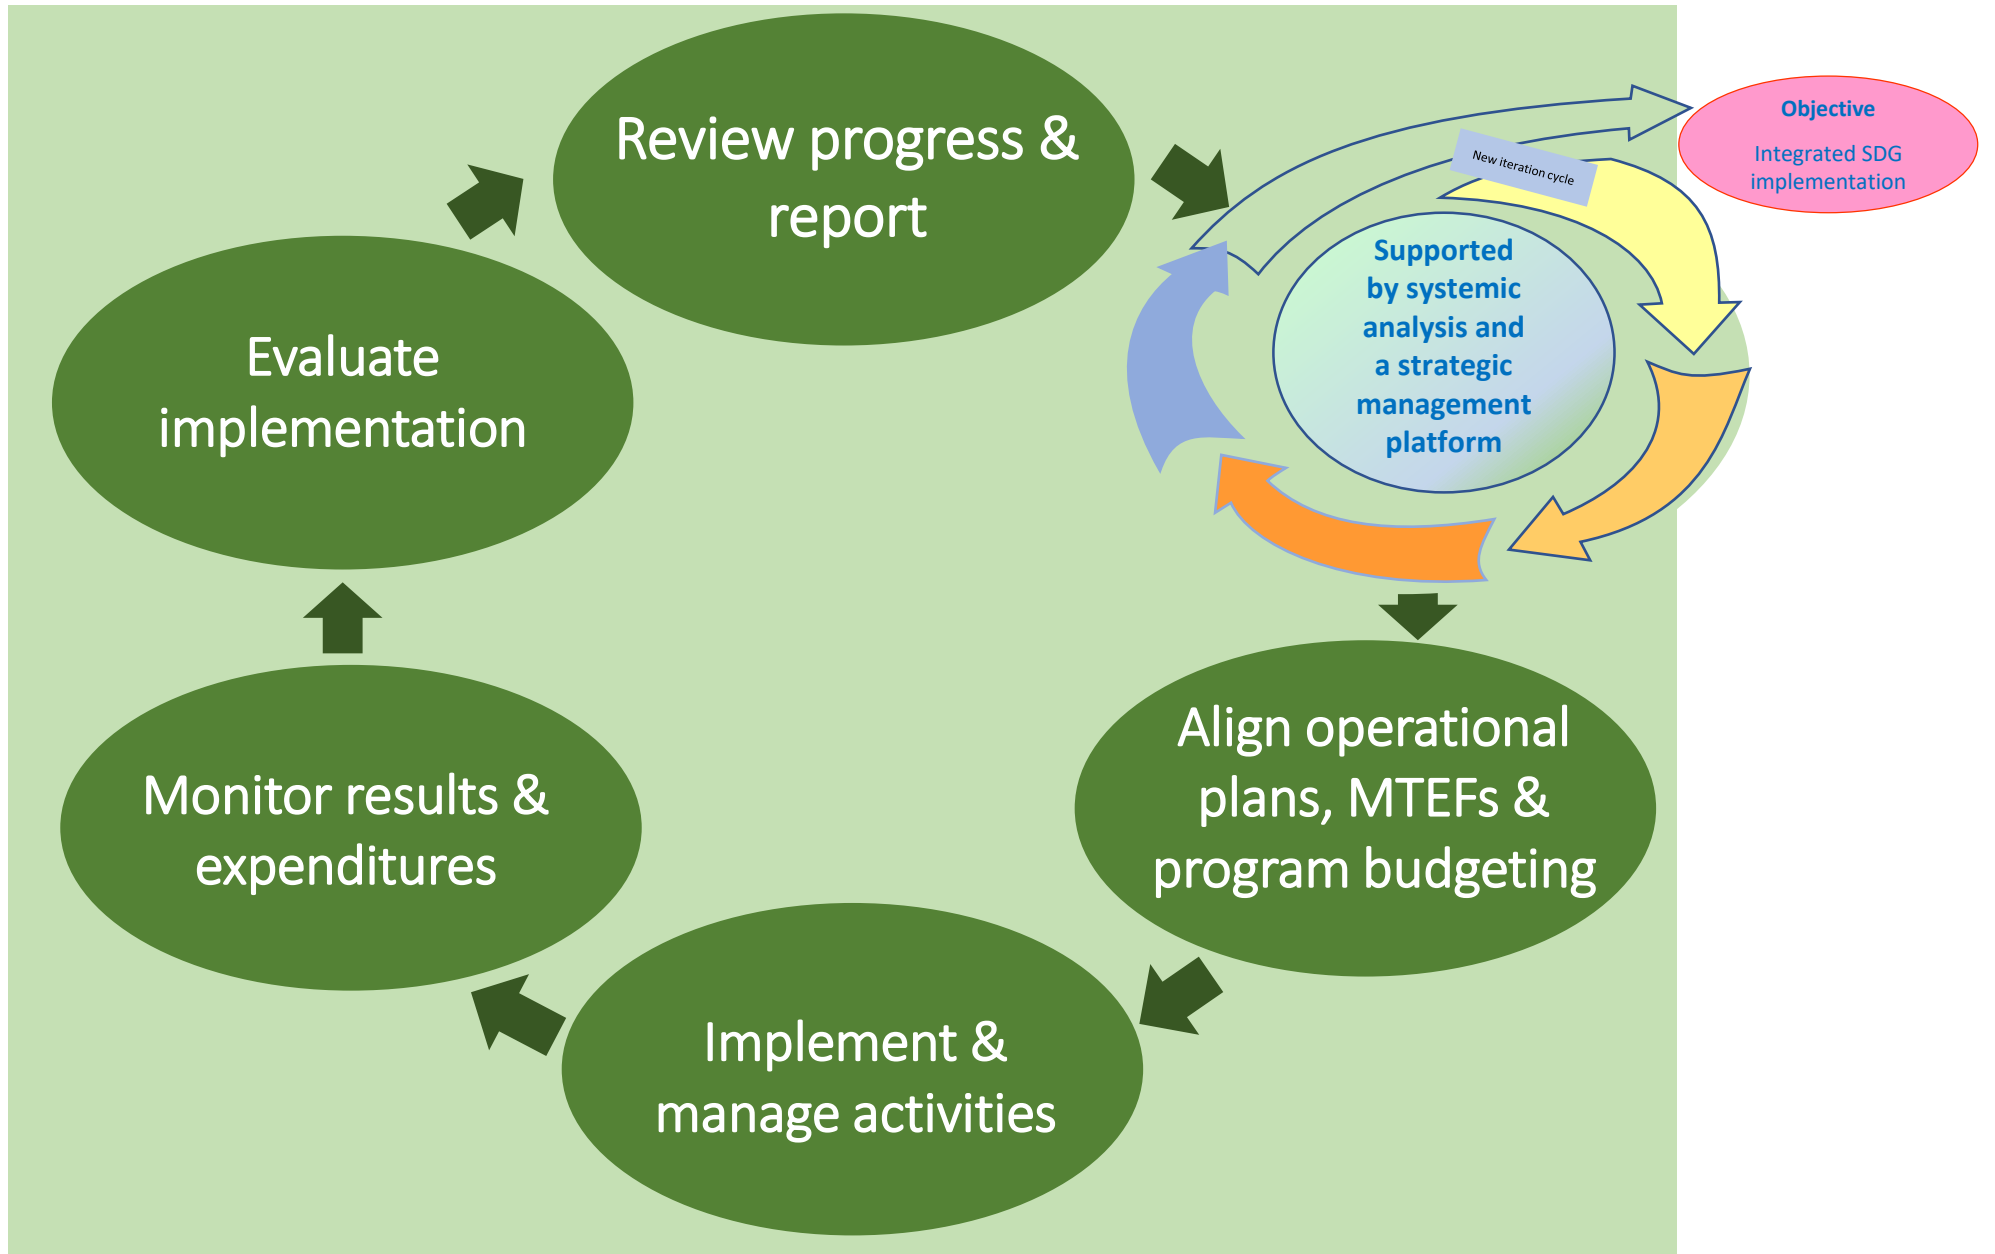 Review progress &
report
Objective
Integrated SDG
implementation
New iteration cycle
Supported
by systemic
analysis and
a strategic
management
platform
Evaluate
implementation
Align operational
plans, MTEFs &
program budgeting
Monitor results &
expenditures
Implement &
manage activities